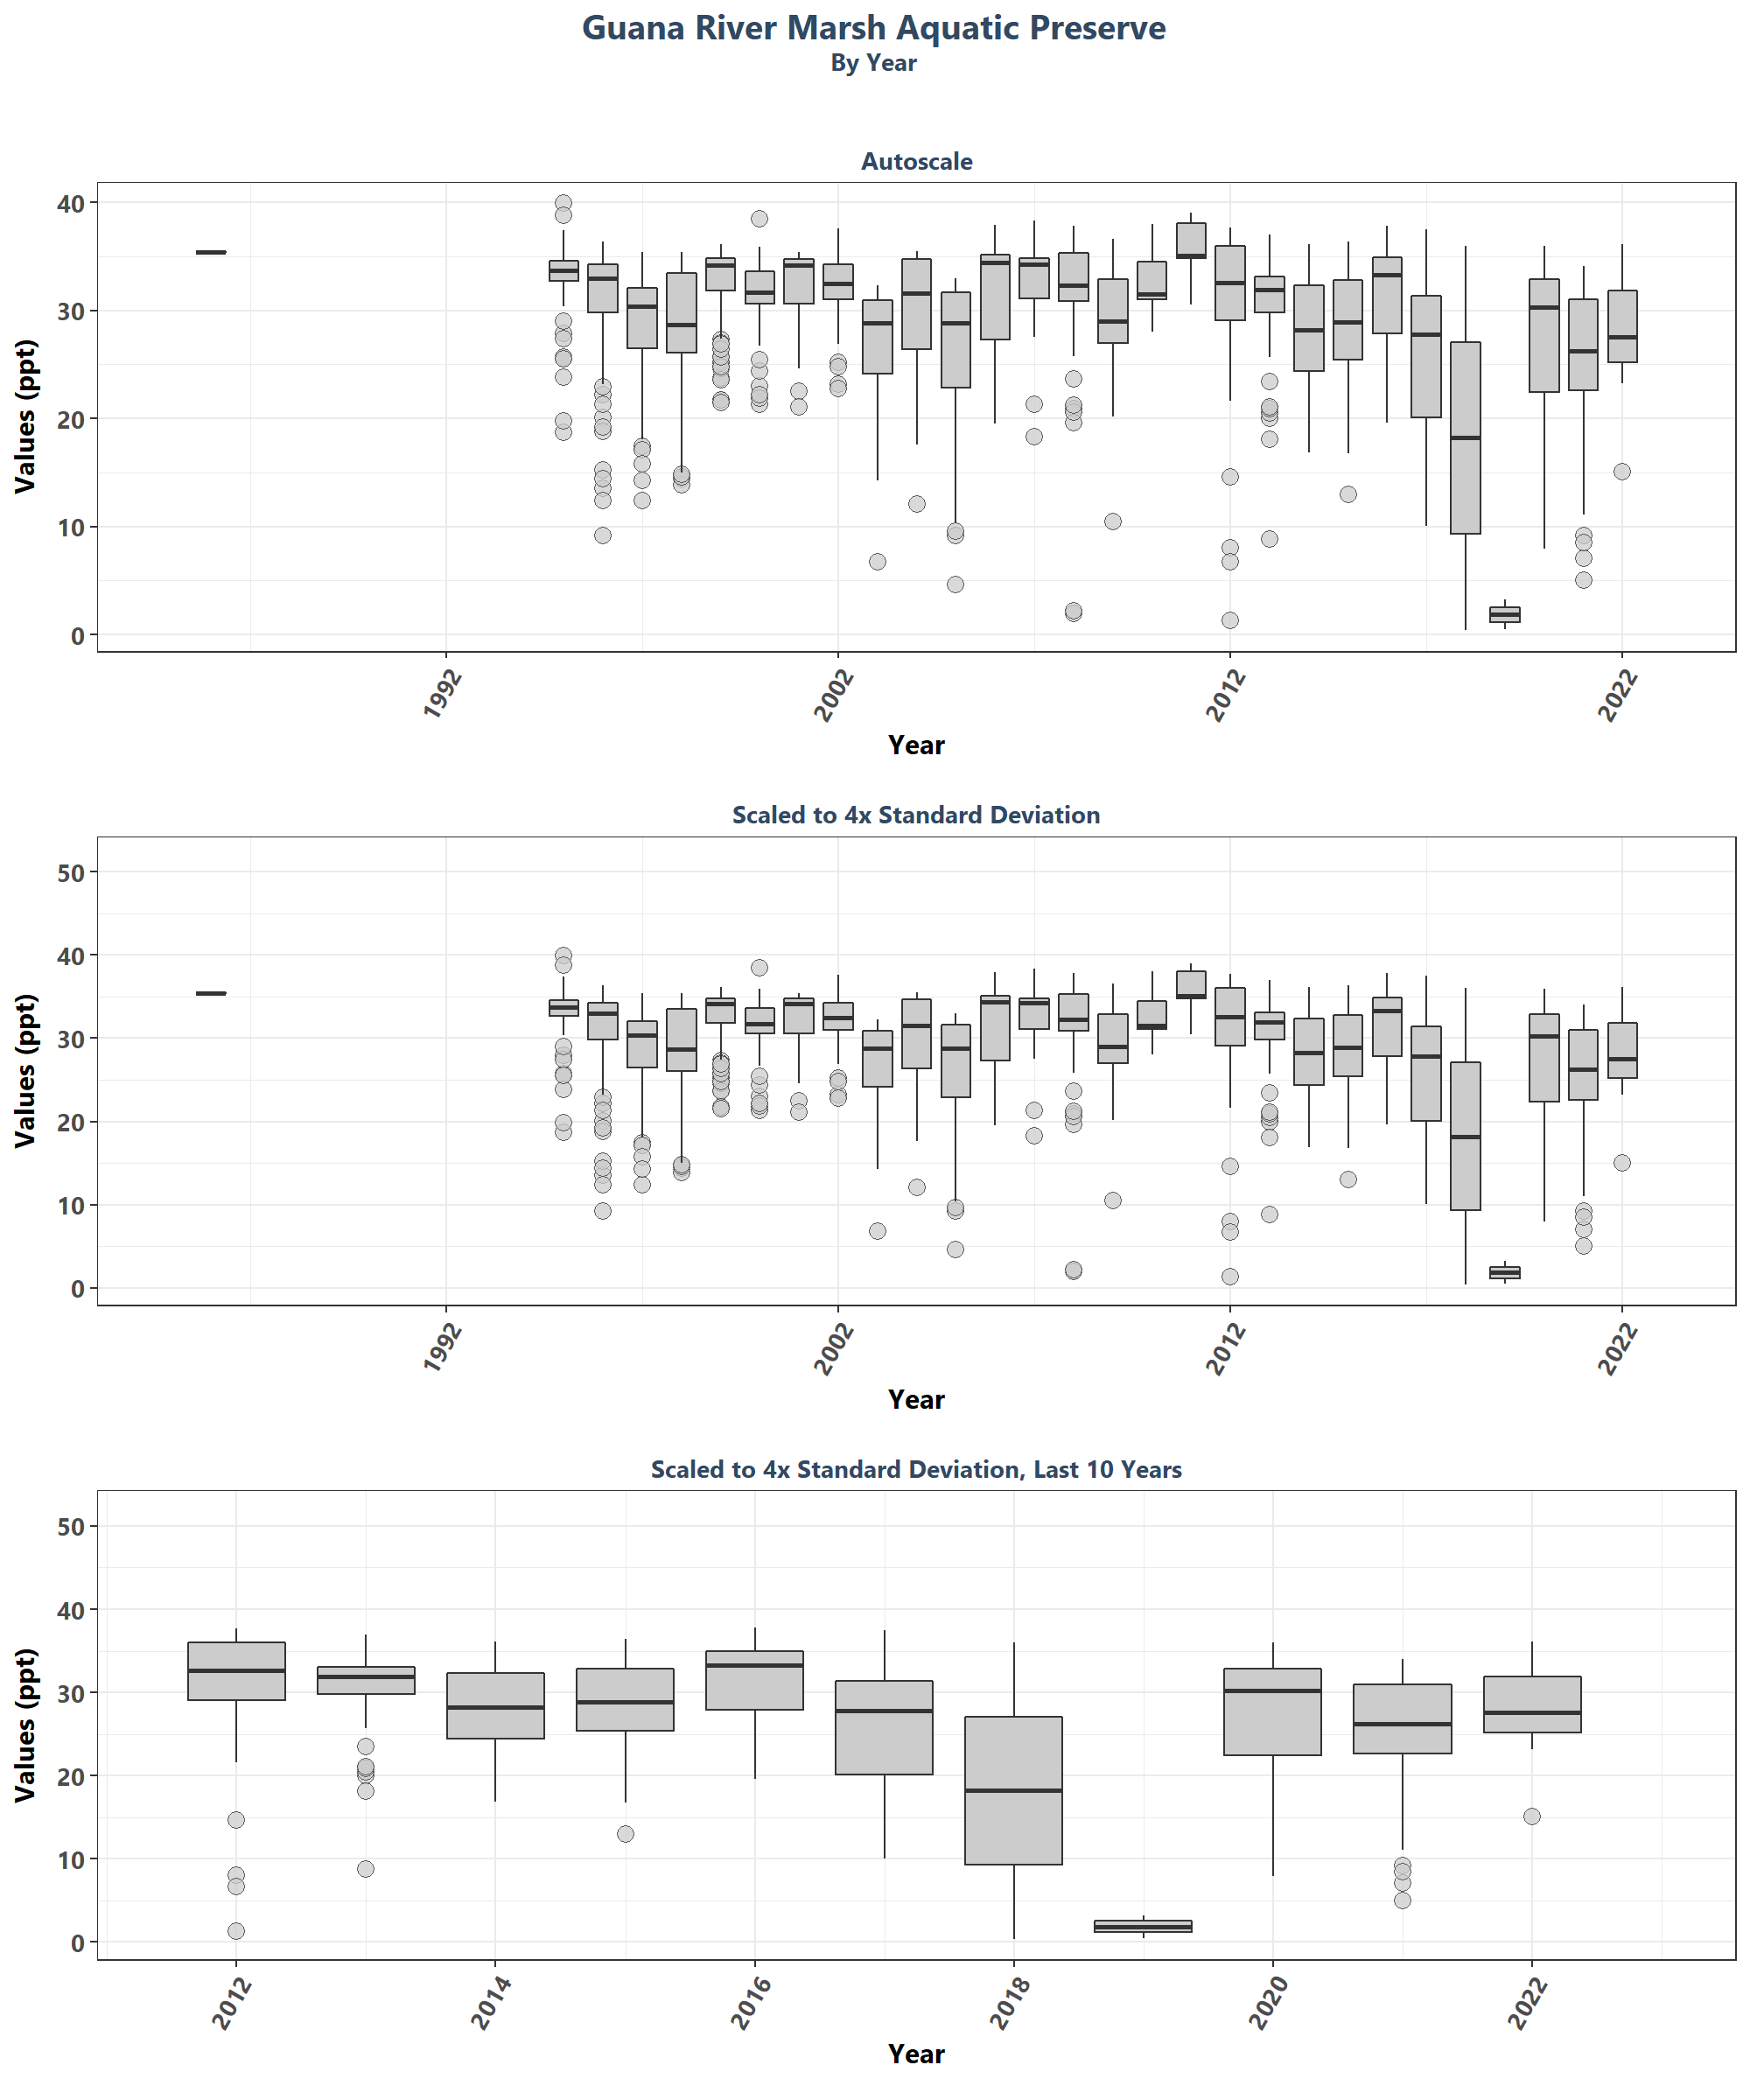 Guana River Marsh Aquatic Preserve
By Year
Autoscale
Values (ppt)
40
30
20
10
0
1992
2002
2012
2022
Year
Scaled to 4x Standard Deviation
Values (ppt)
50
40
30
20
10
0
1992
2002
2012
2022
Year
Scaled to 4x Standard Deviation, Last 10 Years
Values (ppt)
50
40
30
20
10
0
2012
2014
2016
2018
2020
2022
Year